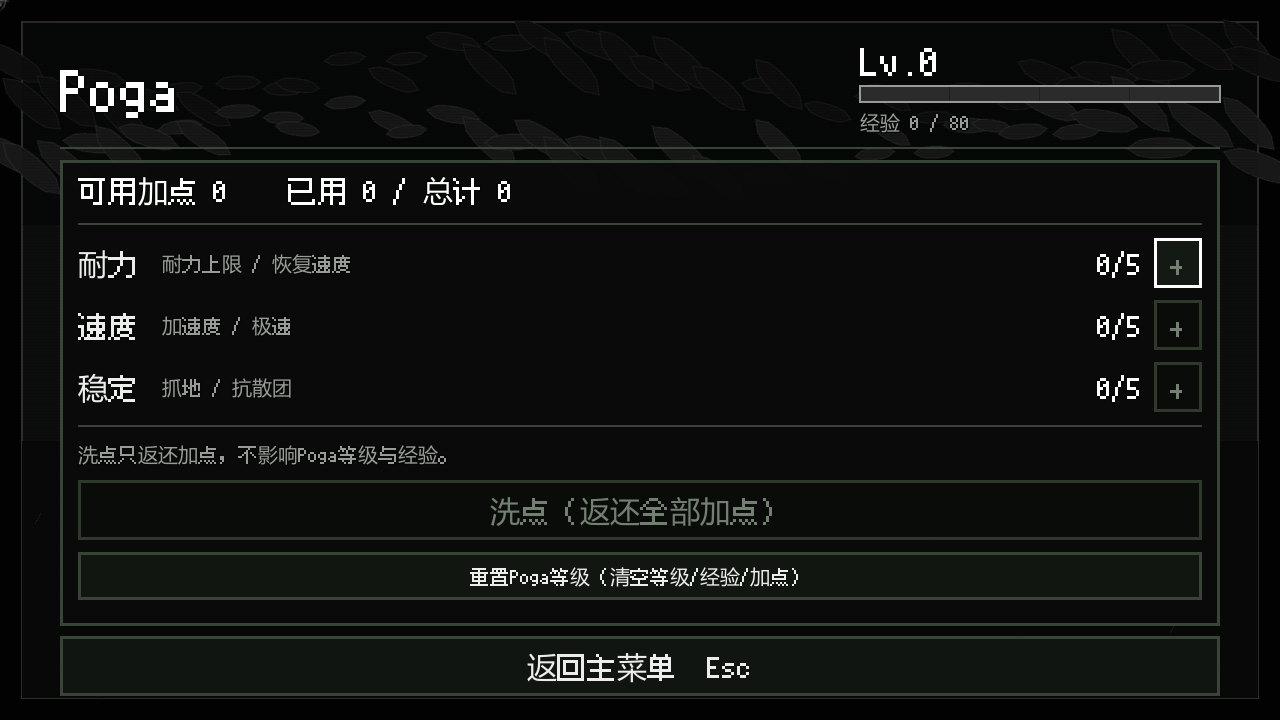 Poga
Lv.0
经验 0 / 80
可用加点 0 已用 0 / 总计 0
耐力 耐力上限 / 恢复速度 0/5 +
速度 加速度 / 极速 0/5 +
稳定 抓地 / 抗散团 0/5 +
洗点只返还加点，不影响Poga等级与经验。
洗点（返还全部加点）
重置Poga等级（清空等级/经验/加点）
返回主菜单 Esc